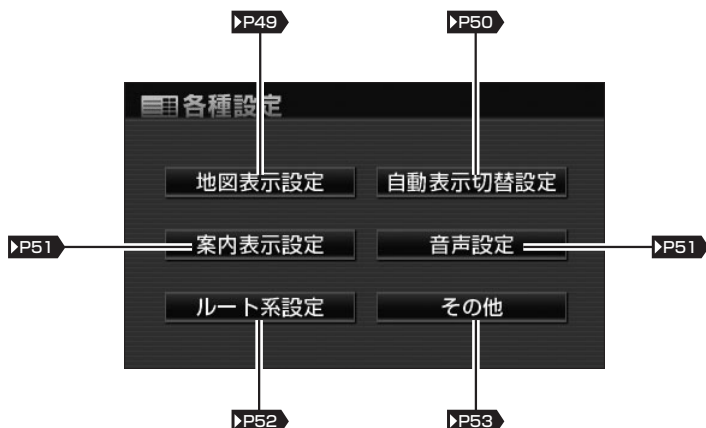 ▶P49 ▶P50
各種設定
地図表示設定 自動表示切替設定
▶P51 案内表示設定 音声設定 ▶P51
ルート系設定 その他
▶P52 ▶P53